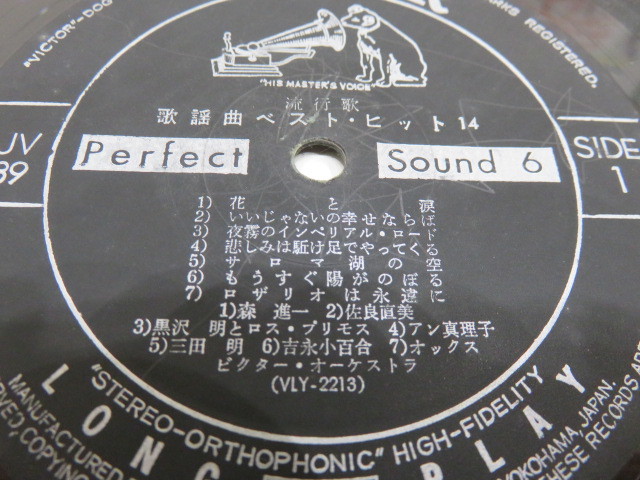 "VICTOR"-DOG
MARKS REGISTERED.
"HIS MASTER'S VOICE"
流行歌
歌謡曲ベスト・ヒット14
JV
89
Perfect Sound 6
SIDE
1
1) 花と涙
2) いいじゃないの幸せならば
3) 夜霧のインペリアル・ロード
4) 悲しみは駈け足でやってくる
5) サロマ湖の空
6) もうすぐ陽がのぼる
7) ロザリオは永遠に
1)森 進一 2)佐良直美
3)黒沢 明とロス・プリモス 4)アン真理子
5)三田 明 6)吉永小百合 7)オックス
ビクター・オーケストラ
(VLY-2213)
"STEREO-ORTHOPHONIC" HIGH-FIDELITY
LONG PLAY
MANUFACTURED
YOKOHAMA, JAPAN.
COPYING
THESE RECORDS